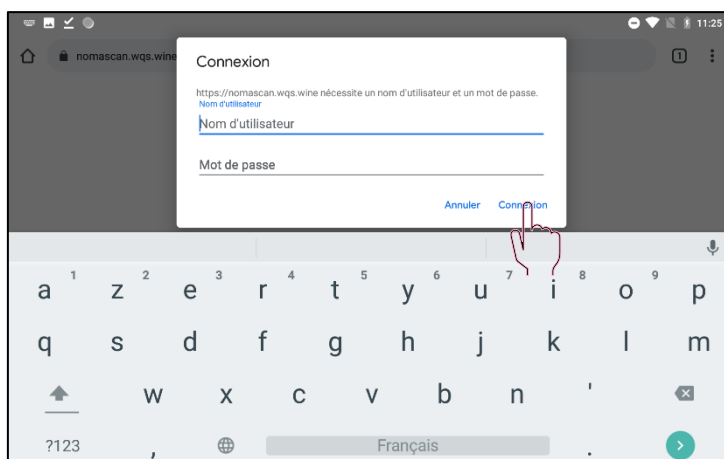 11:25
nomascan.wqs.wine
1
Connexion
https://nomascan.wqs.wine nécessite un nom d'utilisateur et un mot de passe.
Nom d'utilisateur
Nom d'utilisateur
Mot de passe
Annuler Connexion
1 2 3 4 5 6 7 8 9
a z e r t y u i o p
q s d f g h j k l m
w x c v b n '
?123 , Français .